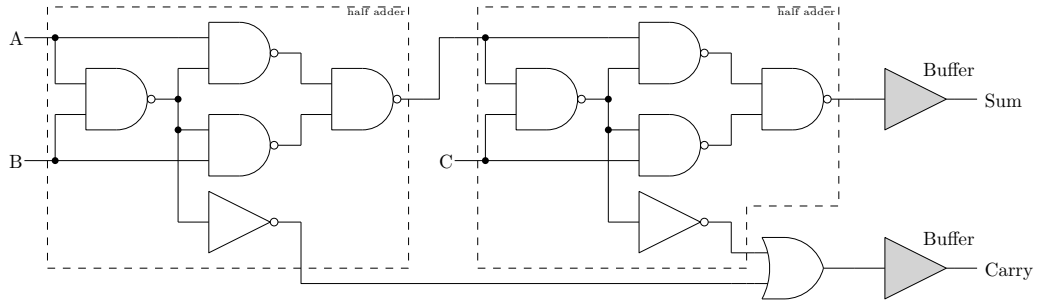 half adder
half adder
A
Buffer
Sum
B
C
Buffer
Carry